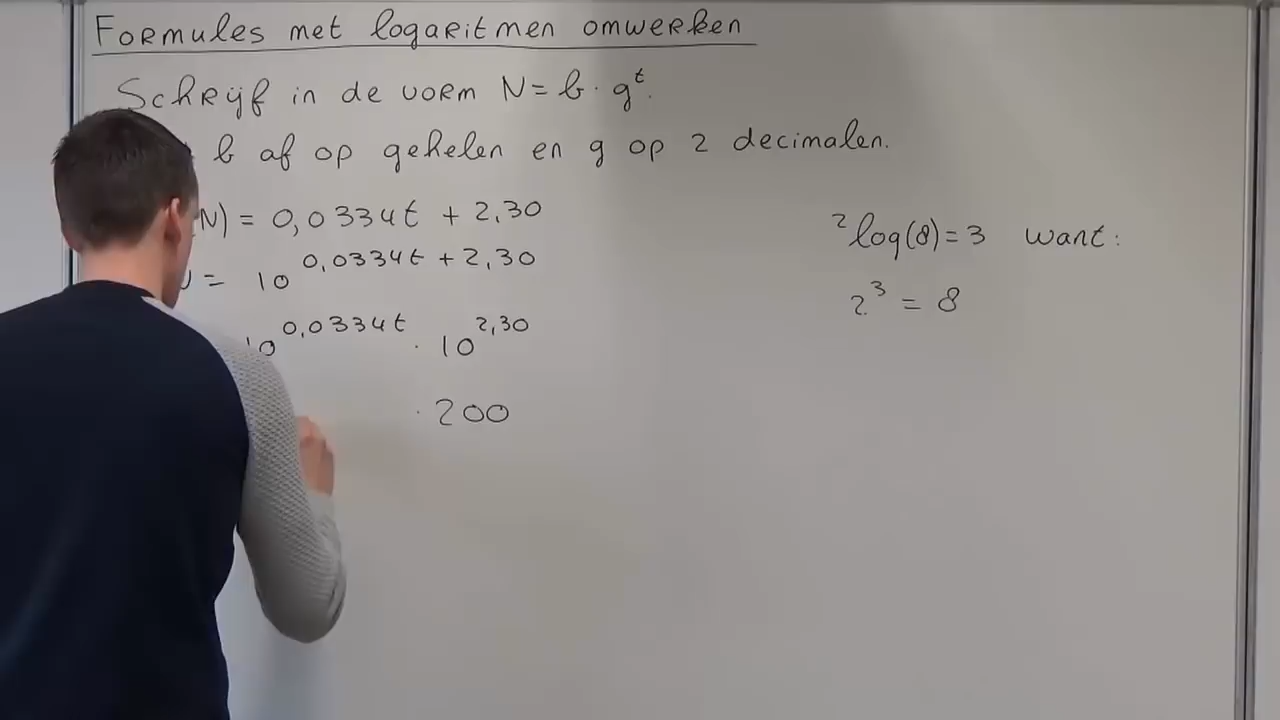 Formules met logaritmen omwerken
Schrijf in de vorm N = b · g^t.
b af op gehelen en g op 2 decimalen.
N) = 0,0334t + 2,30
= 10^0,0334t + 2,30
10^0,0334t · 10^2,30
· 200
²log(8) = 3 want:
2³ = 8